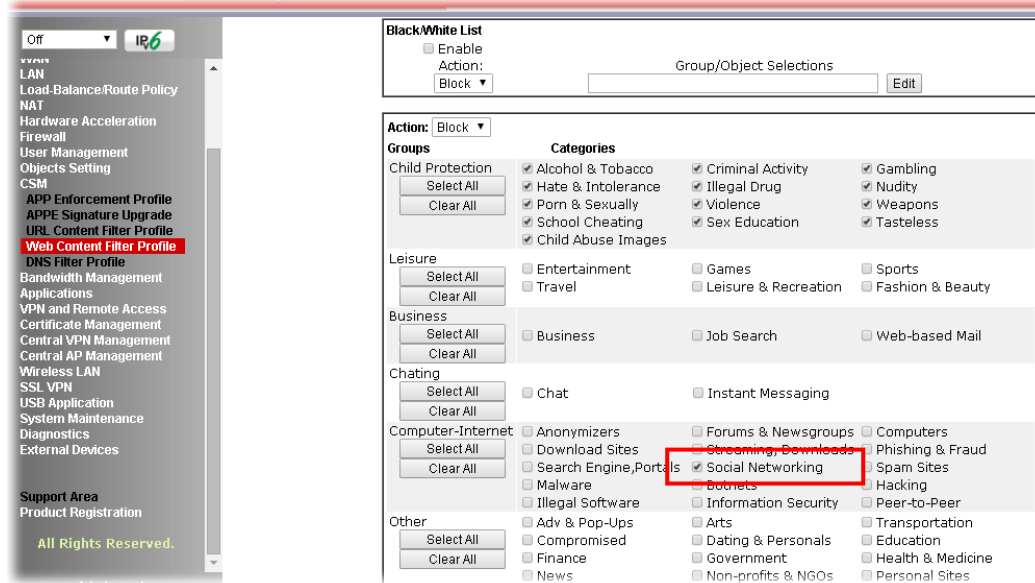 Off
IPv6
WAN
LAN
Load-Balance/Route Policy
NAT
Hardware Acceleration
Firewall
User Management
Objects Setting
CSM
APP Enforcement Profile
APPE Signature Upgrade
URL Content Filter Profile
Web Content Filter Profile
DNS Filter Profile
Bandwidth Management
Applications
VPN and Remote Access
Certificate Management
Central VPN Management
Central AP Management
Wireless LAN
SSL VPN
USB Application
System Maintenance
Diagnostics
External Devices
Support Area
Product Registration
All Rights Reserved.
Black/White List
Enable
Action: Group/Object Selections
Block Edit
Action: Block
Groups Categories
Child Protection Alcohol & Tobacco Criminal Activity Gambling
Select All Hate & Intolerance Illegal Drug Nudity
Clear All Porn & Sexually Violence Weapons
School Cheating Sex Education Tasteless
Child Abuse Images
Leisure
Select All Entertainment Games Sports
Clear All Travel Leisure & Recreation Fashion & Beauty
Business
Select All Business Job Search Web-based Mail
Clear All
Chating
Select All Chat Instant Messaging
Clear All
Computer-Internet Anonymizers Forums & Newsgroups Computers
Select All Download Sites Streaming, Downloads Phishing & Fraud
Clear All Search Engine,Portals Social Networking Spam Sites
Malware Botnets Hacking
Illegal Software Information Security Peer-to-Peer
Other Adv & Pop-Ups Arts Transportation
Select All Compromised Dating & Personals Education
Clear All Finance Government Health & Medicine
News Non-profits & NGOs Personal Sites